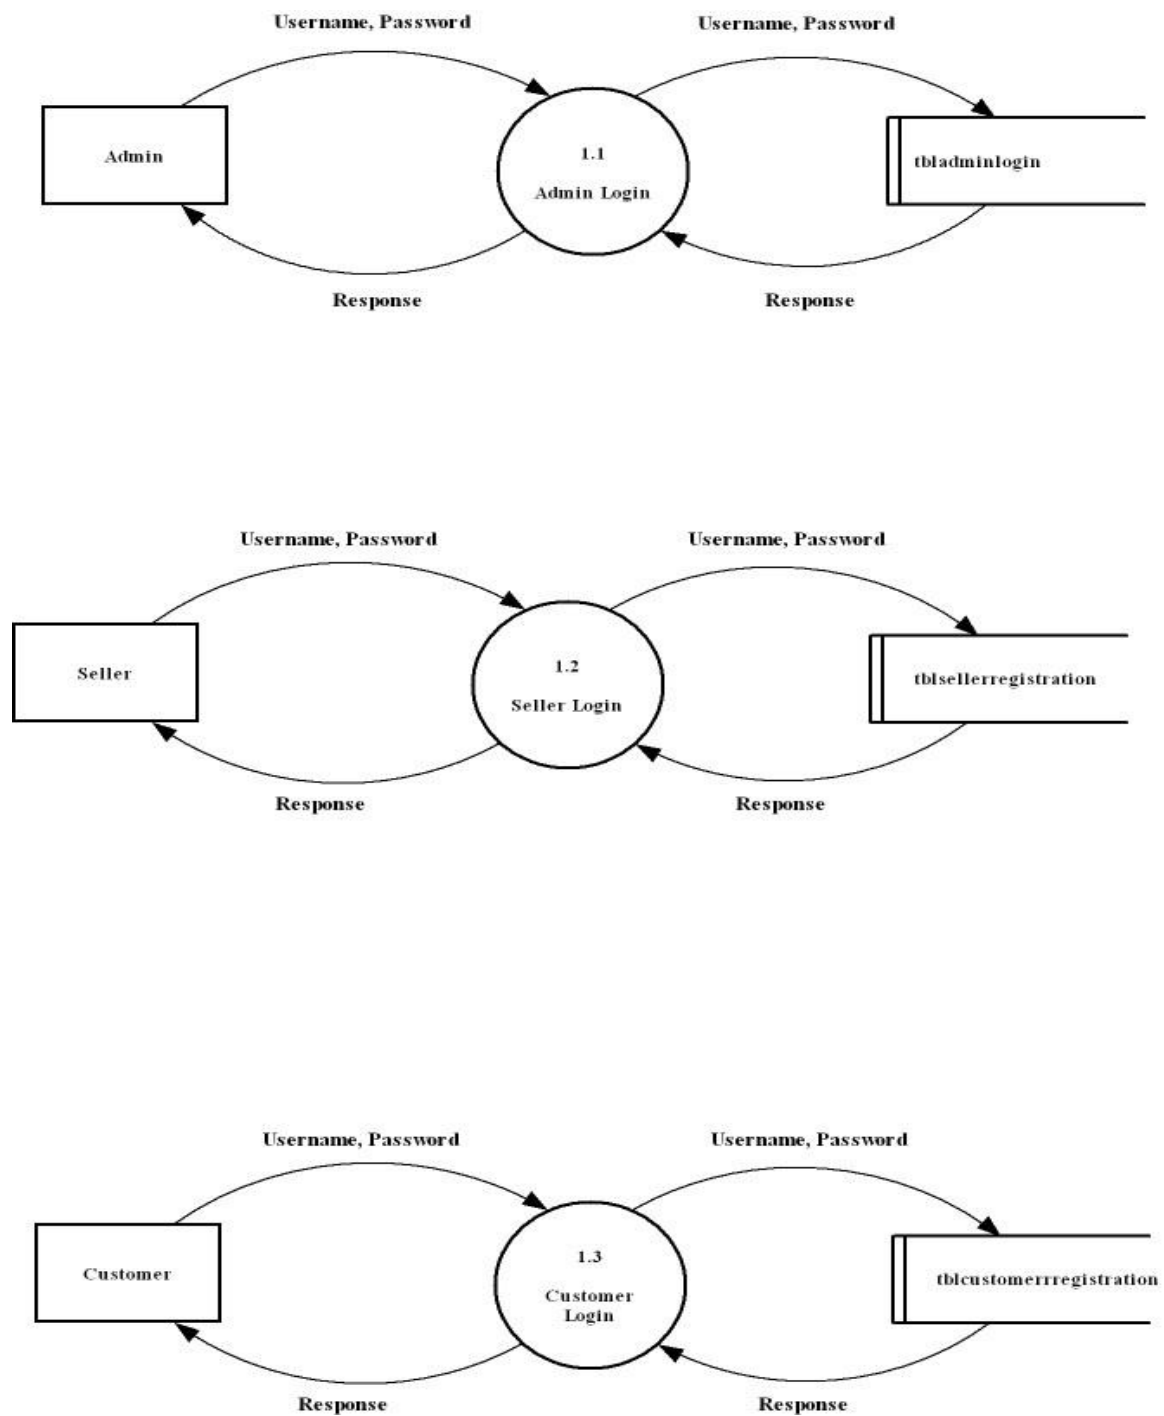 Username, Password
Username, Password
Admin
1.1
Admin Login
tbladminlogin
Response
Response
Username, Password
Username, Password
Seller
1.2
Seller Login
tblsellerregistration
Response
Response
Username, Password
Username, Password
Customer
1.3
Customer
Login
tblcustomerrregistration
Response
Response